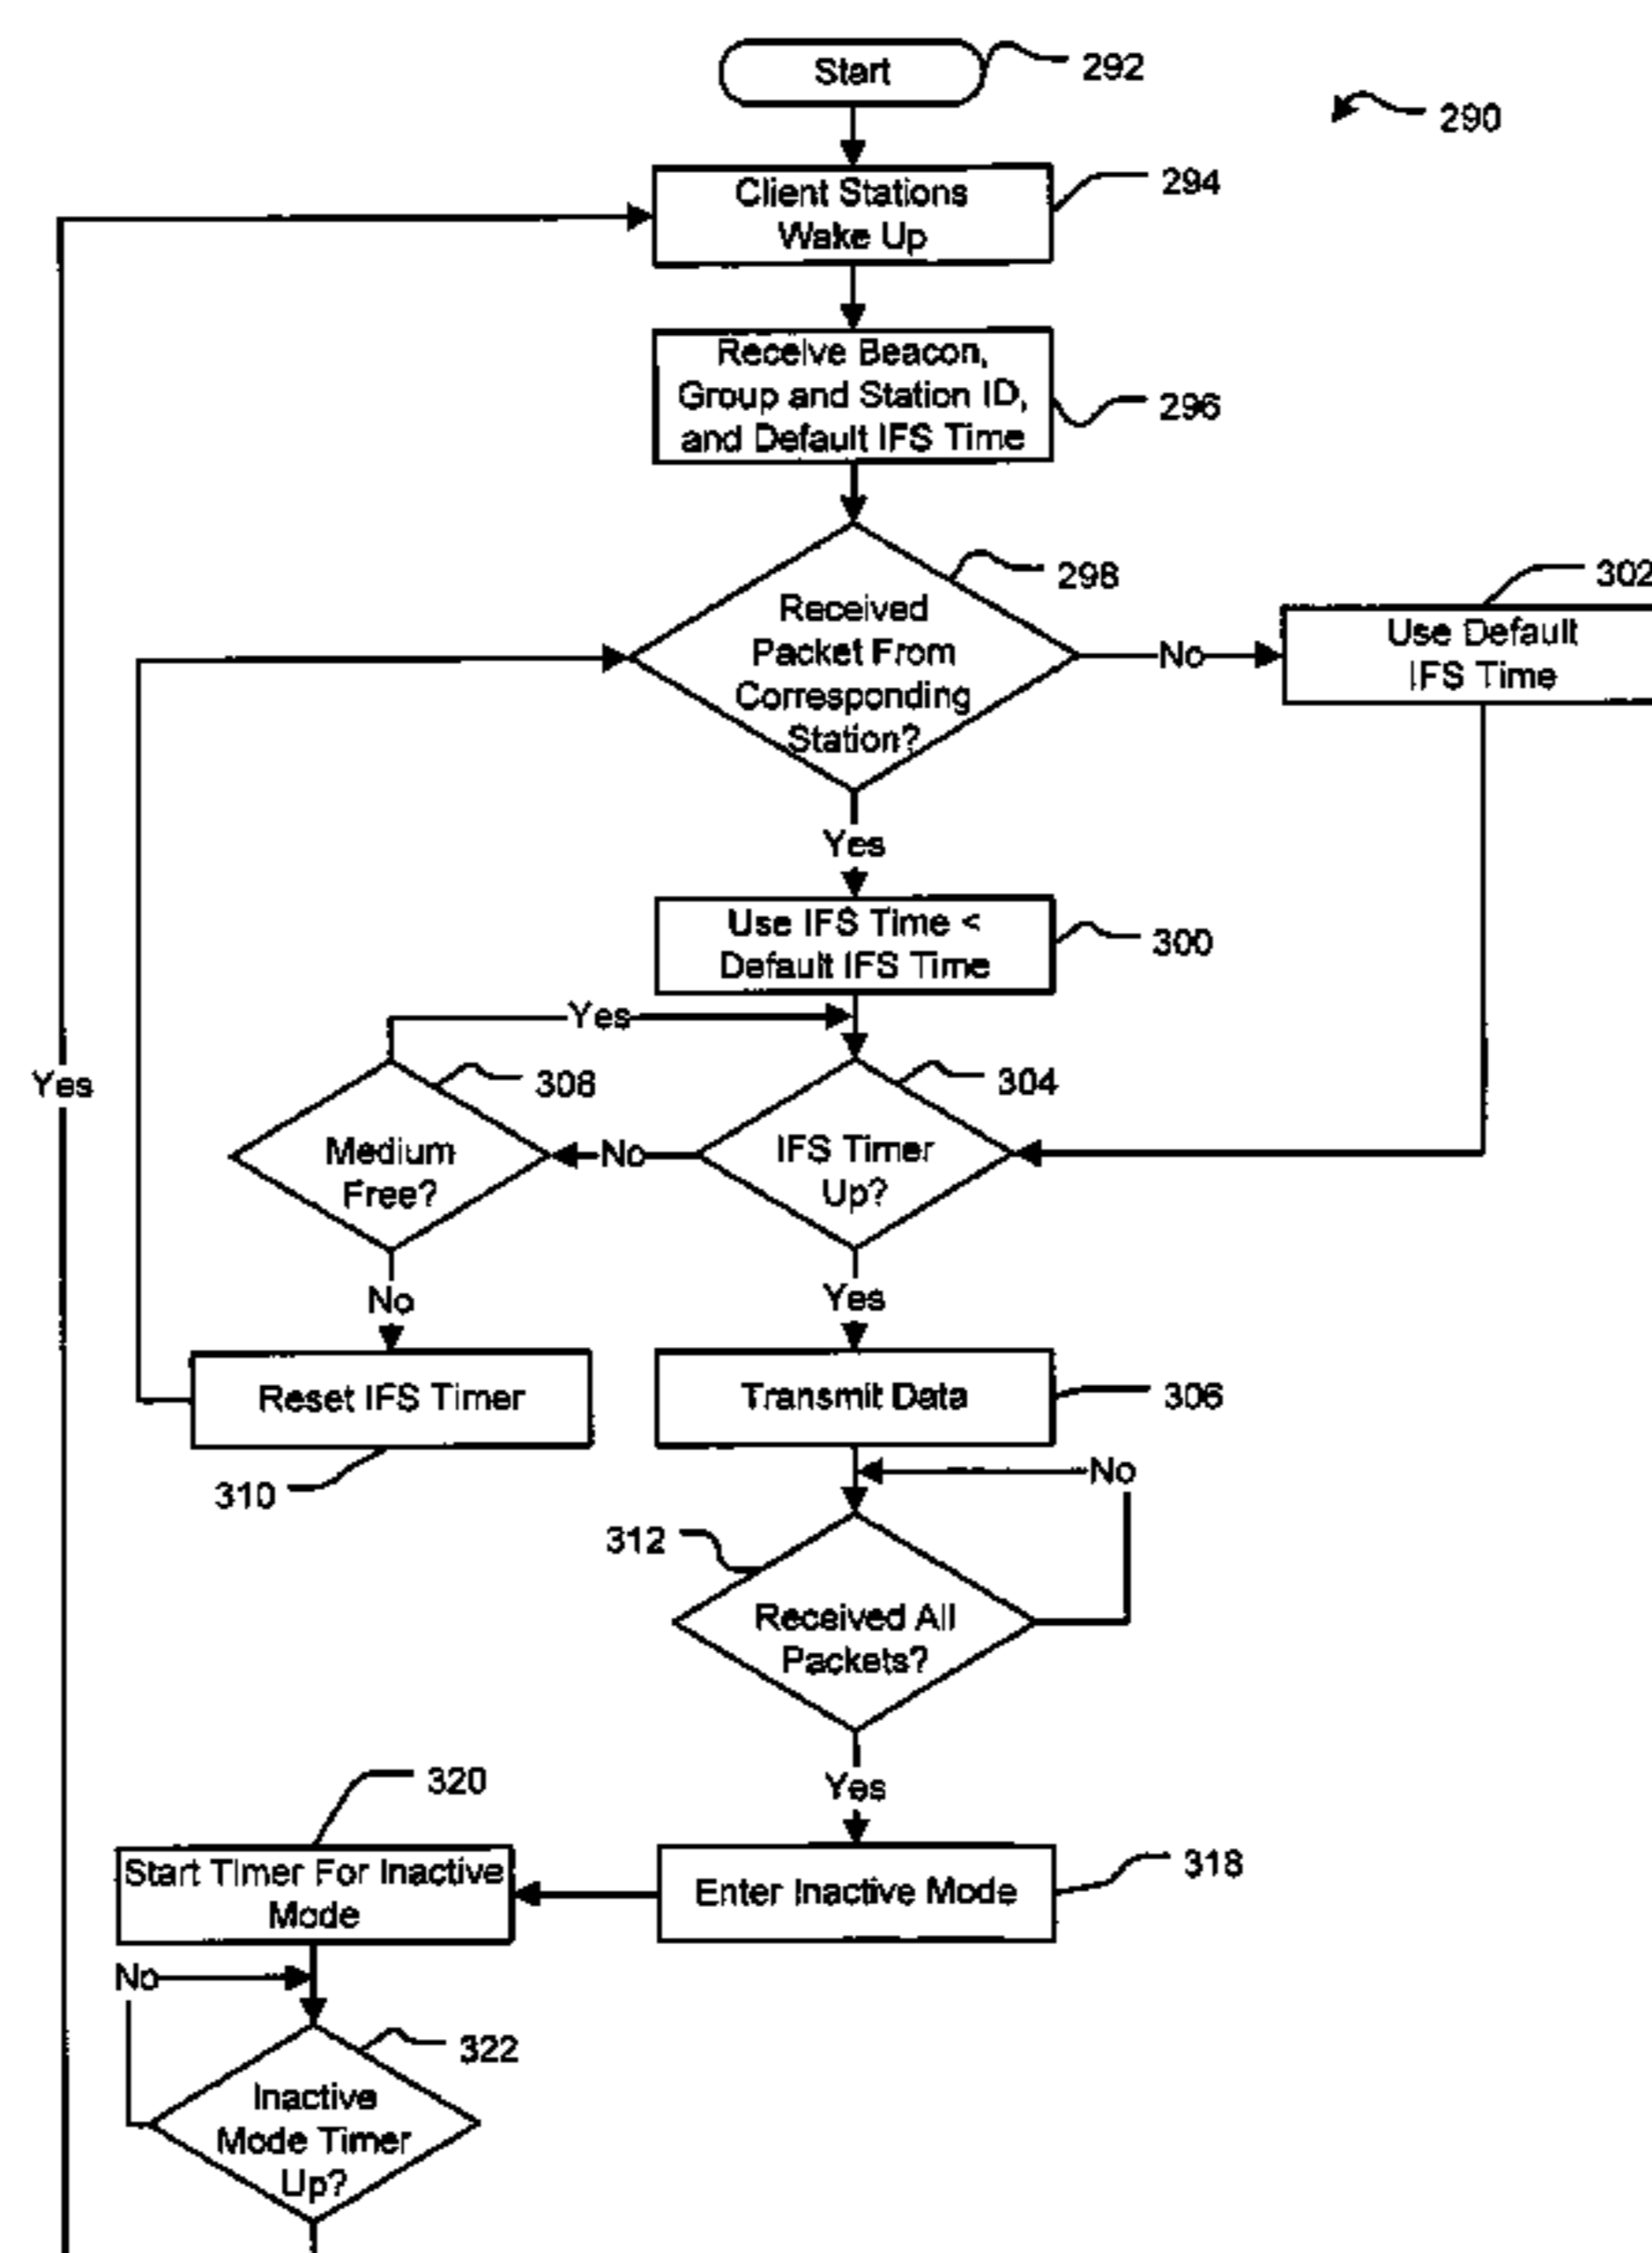 Start
292
290
Client Stations
Wake Up
294
Receive Beacon,
Group and Station ID,
and Default IFS Time
296
Received
Packet From
Corresponding
Station?
298
No
302
Use Default
IFS Time
Yes
Use IFS Time <
Default IFS Time
300
Yes
Yes
Medium
Free?
308
No
IFS Timer
Up?
304
No
Yes
Reset IFS Timer
310
Transmit Data
306
No
312
Received All
Packets?
Yes
320
Start Timer For Inactive
Mode
Enter Inactive Mode
318
No
322
Inactive
Mode Timer
Up?